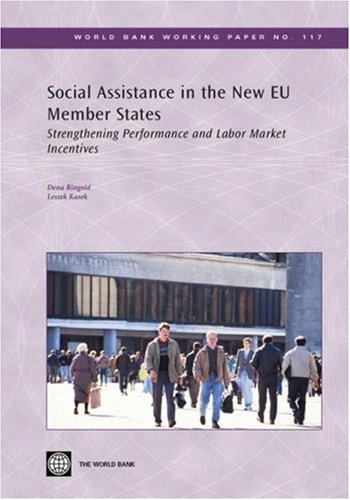 WORLD BANK WORKING PAPER NO. 117
Social Assistance in the New EU
Member States
Strengthening Performance and Labor Market
Incentives
Dena Ringold
Leszek Kasek
THE WORLD BANK